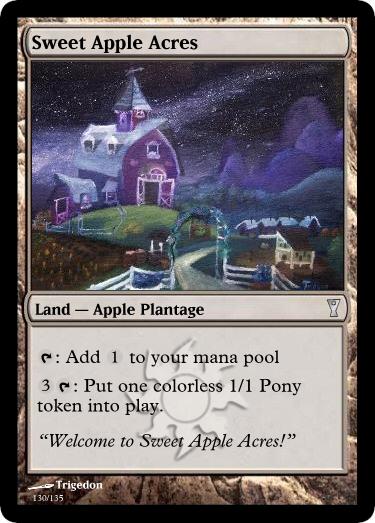 Sweet Apple Acres
Land — Apple Plantage
: Add 1 to your mana pool
3 : Put one colorless 1/1 Pony
token into play.
“Welcome to Sweet Apple Acres!”
Trigedon
130/135